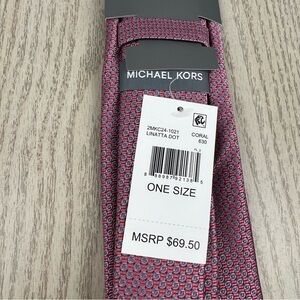 MICHAEL KORS
2MKC24-1021 CORAL
LINATTA DOT 630
ONE SIZE
MSRP $69.50